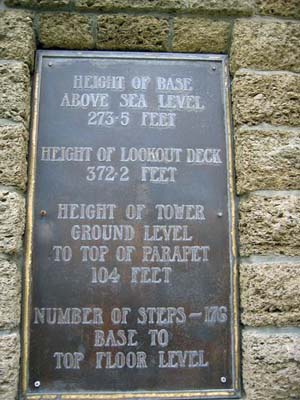 HEIGHT OF BASE
ABOVE SEA LEVEL
273·5 FEET
HEIGHT OF LOOKOUT DECK
372·2 FEET
HEIGHT OF TOWER
GROUND LEVEL
TO TOP OF PARAPET
104 FEET
NUMBER OF STEPS – 176
BASE TO
TOP FLOOR LEVEL